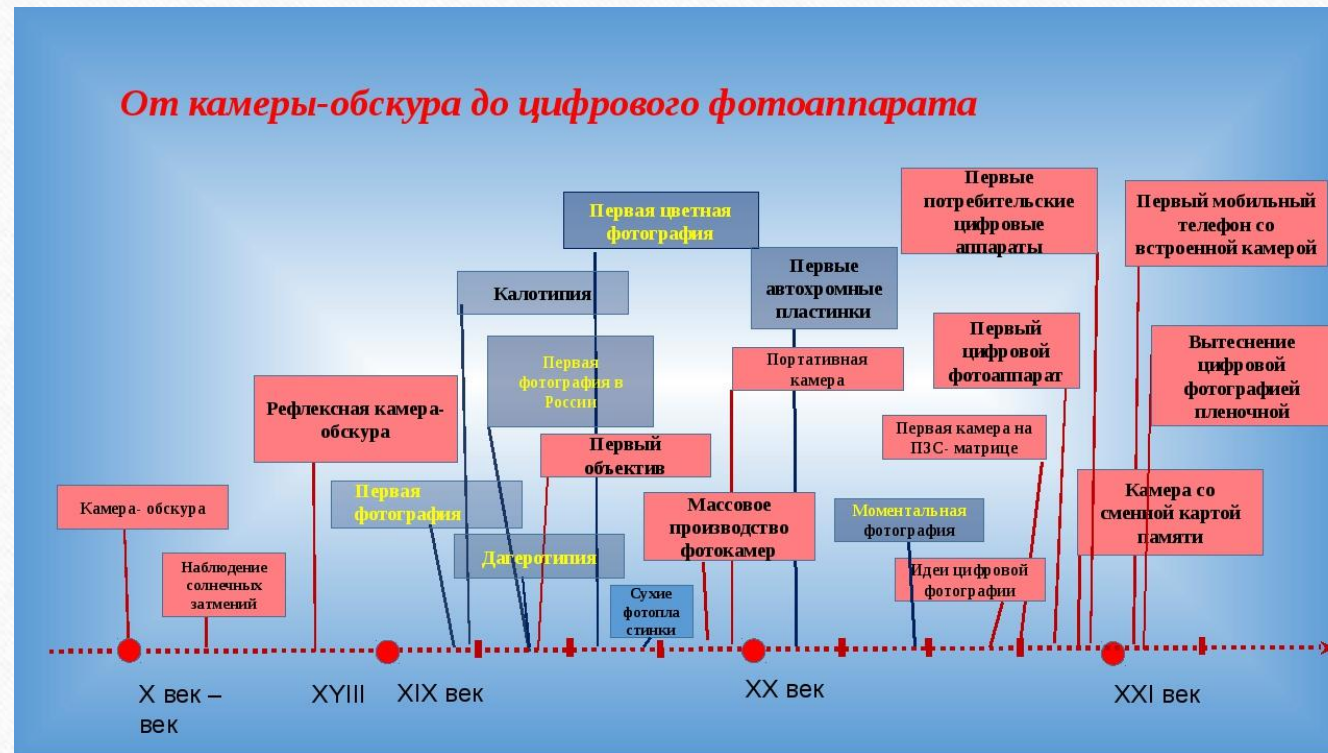 От камеры-обскура до цифрового фотоаппарата
Первые
потребительские
цифровые
аппараты
Первый мобильный
телефон со
встроенной камерой
Первая цветная
фотография
Первые
автохромные
пластинки
Калотипия
Первый
цифровой
фотоаппарат
Вытеснение
цифровой
фотографией
пленочной
Первая
фотография в
России
Портативная
камера
Рефлексная камера-
обскура
Первый
объектив
Первая камера на
ПЗС- матрице
Камера- обскура
Первая
фотография
Массовое
производство
фотокамер
Моментальная
фотография
Камера со
сменной картой
памяти
Дагеротипия
Наблюдение
солнечных
затмений
Сухие
фотопла
стинки
Идеи цифровой
фотографии
X век –
век
XYIII
XIX век
XX век
XXI век